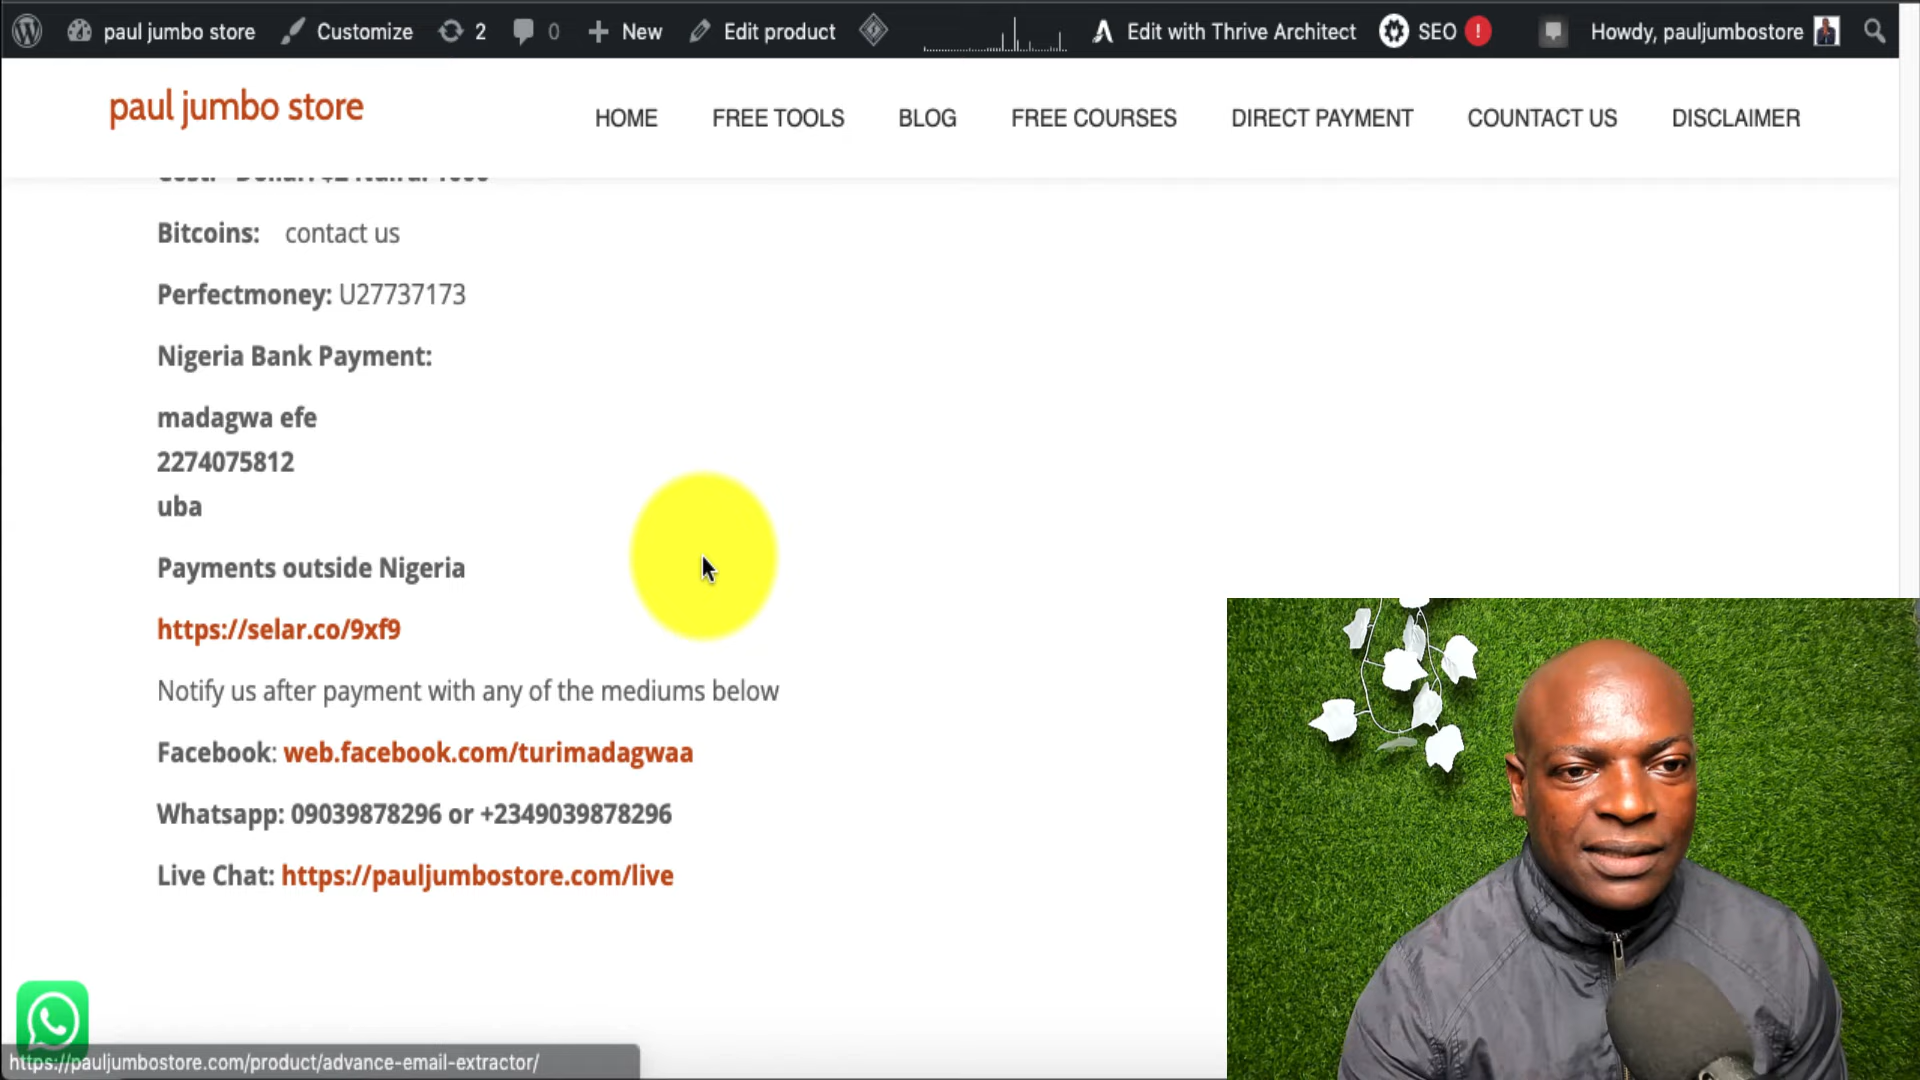 paul jumbo store Customize 2 0 New Edit product Edit with Thrive Architect SEO ! Howdy, pauljumbostore
paul jumbo store
HOME FREE TOOLS BLOG FREE COURSES DIRECT PAYMENT COUNTACT US DISCLAIMER
Bitcoins: contact us
Perfectmoney: U27737173
Nigeria Bank Payment:
madagwa efe
2274075812
uba
Payments outside Nigeria
https://selar.co/9xf9
Notify us after payment with any of the mediums below
Facebook: web.facebook.com/turimadagwaa
Whatsapp: 09039878296 or +2349039878296
Live Chat: https://pauljumbostore.com/live
https://pauljumbostore.com/product/advance-email-extractor/